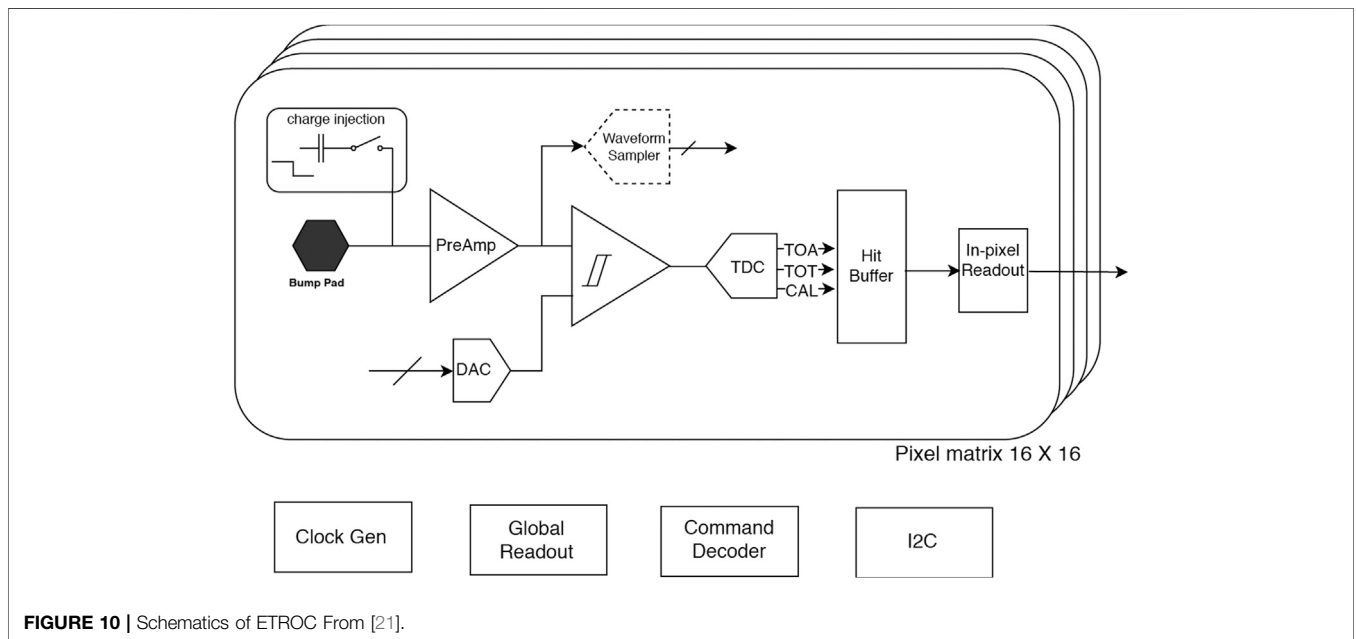 charge injection
Waveform
Sampler
PreAmp
Bump Pad
TDC
TOA
TOT
CAL
Hit
Buffer
In-pixel
Readout
DAC
Pixel matrix 16 X 16
Clock Gen
Global
Readout
Command
Decoder
I2C
FIGURE 10 | Schematics of ETROC From [21].